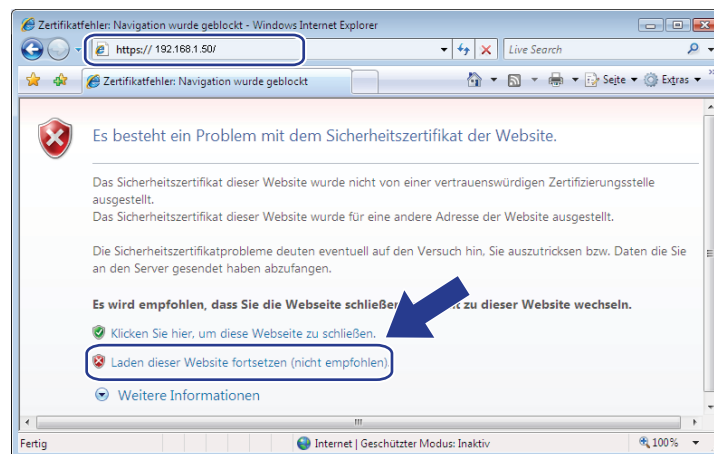 Zertifikatfehler: Navigation wurde geblockt - Windows Internet Explorer
https:// 192.168.1.50/
Live Search
Zertifikatfehler: Navigation wurde geblockt
Seite
Extras
Es besteht ein Problem mit dem Sicherheitszertifikat der Website.
Das Sicherheitszertifikat dieser Website wurde nicht von einer vertrauenswürdigen Zertifizierungsstelle
ausgestellt.
Das Sicherheitszertifikat dieser Website wurde für eine andere Adresse der Website ausgestellt.
Die Sicherheitszertifikatprobleme deuten eventuell auf den Versuch hin, Sie auszutricksen bzw. Daten die Sie
an den Server gesendet haben abzufangen.
Es wird empfohlen, dass Sie die Webseite schließen zu dieser Website wechseln.
Klicken Sie hier, um diese Webseite zu schließen.
Laden dieser Website fortsetzen (nicht empfohlen).
Weitere Informationen
Fertig
Internet | Geschützter Modus: Inaktiv
100%